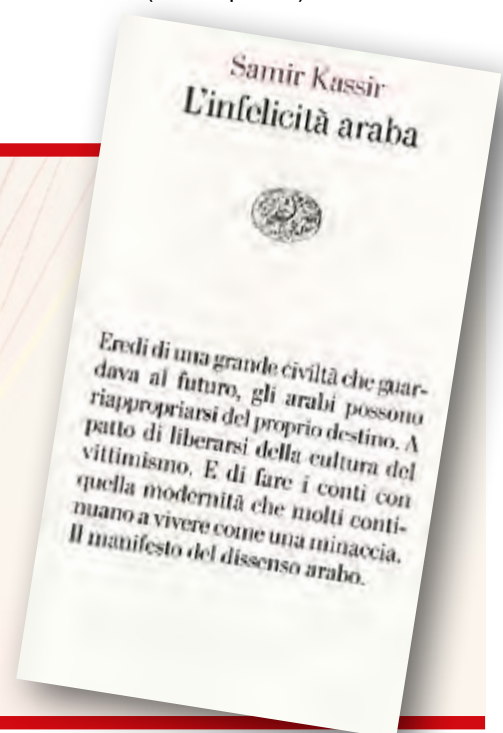 Samir Kassir
L'infelicità araba
Eredi di una grande civiltà che guar-
dava al futuro, gli arabi possono
riappropriarsi del proprio destino. A
patto di liberarsi della cultura del
vittimismo. E di fare i conti con
quella modernità che molti conti-
nuano a vivere come una minaccia.
Il manifesto del dissenso arabo.